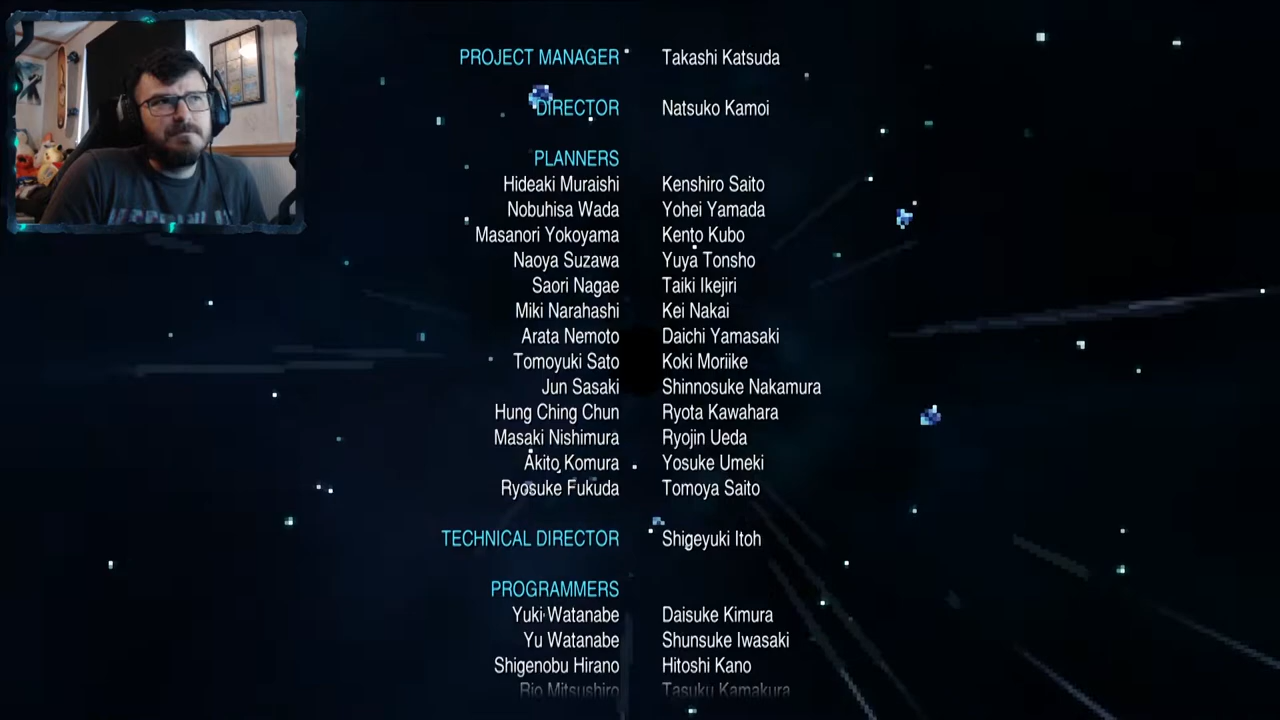 PROJECT MANAGER Takashi Katsuda
DIRECTOR Natsuko Kamoi
PLANNERS
Hideaki Muraishi Kenshiro Saito
Nobuhisa Wada Yohei Yamada
Masanori Yokoyama Kento Kubo
Naoya Suzawa Yuya Tonsho
Saori Nagae Taiki Ikejiri
Miki Narahashi Kei Nakai
Arata Nemoto Daichi Yamasaki
Tomoyuki Sato Koki Moriike
Jun Sasaki Shinnosuke Nakamura
Hung Ching Chun Ryota Kawahara
Masaki Nishimura Ryojin Ueda
Akito Komura Yosuke Umeki
Ryosuke Fukuda Tomoya Saito
TECHNICAL DIRECTOR Shigeyuki Itoh
PROGRAMMERS
Yuki Watanabe Daisuke Kimura
Yu Watanabe Shunsuke Iwasaki
Shigenobu Hirano Hitoshi Kano
Rio Mitsushiro Tasuku Kamakura